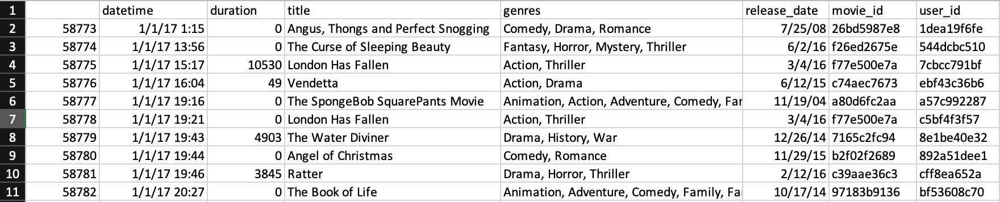 1 datetime duration title genres release_date movie_id user_id
2 58773 1/1/17 1:15 0 Angus, Thongs and Perfect Snogging Comedy, Drama, Romance 7/25/08 26bd5987e8 1dea19f6fe
3 58774 1/1/17 13:56 0 The Curse of Sleeping Beauty Fantasy, Horror, Mystery, Thriller 6/2/16 f26ed2675e 544dcbc510
4 58775 1/1/17 15:17 10530 London Has Fallen Action, Thriller 3/4/16 f77e500e7a 7cbcc791bf
5 58776 1/1/17 16:04 49 Vendetta Action, Drama 6/12/15 c74aec7673 ebf43c36b6
6 58777 1/1/17 19:16 0 The SpongeBob SquarePants Movie Animation, Action, Adventure, Comedy, Far 11/19/04 a80d6fc2aa a57c992287
7 58778 1/1/17 19:21 0 London Has Fallen Action, Thriller 3/4/16 f77e500e7a c5bf4f3f57
8 58779 1/1/17 19:43 4903 The Water Diviner Drama, History, War 12/26/14 7165c2fc94 8e1be40e32
9 58780 1/1/17 19:44 0 Angel of Christmas Comedy, Romance 11/29/15 b2f02f2689 892a51dee1
10 58781 1/1/17 19:46 3845 Ratter Drama, Horror, Thriller 2/12/16 c39aae36c3 cff8ea652a
11 58782 1/1/17 20:27 0 The Book of Life Animation, Adventure, Comedy, Family, Fa 10/17/14 97183b9136 bf53608c70